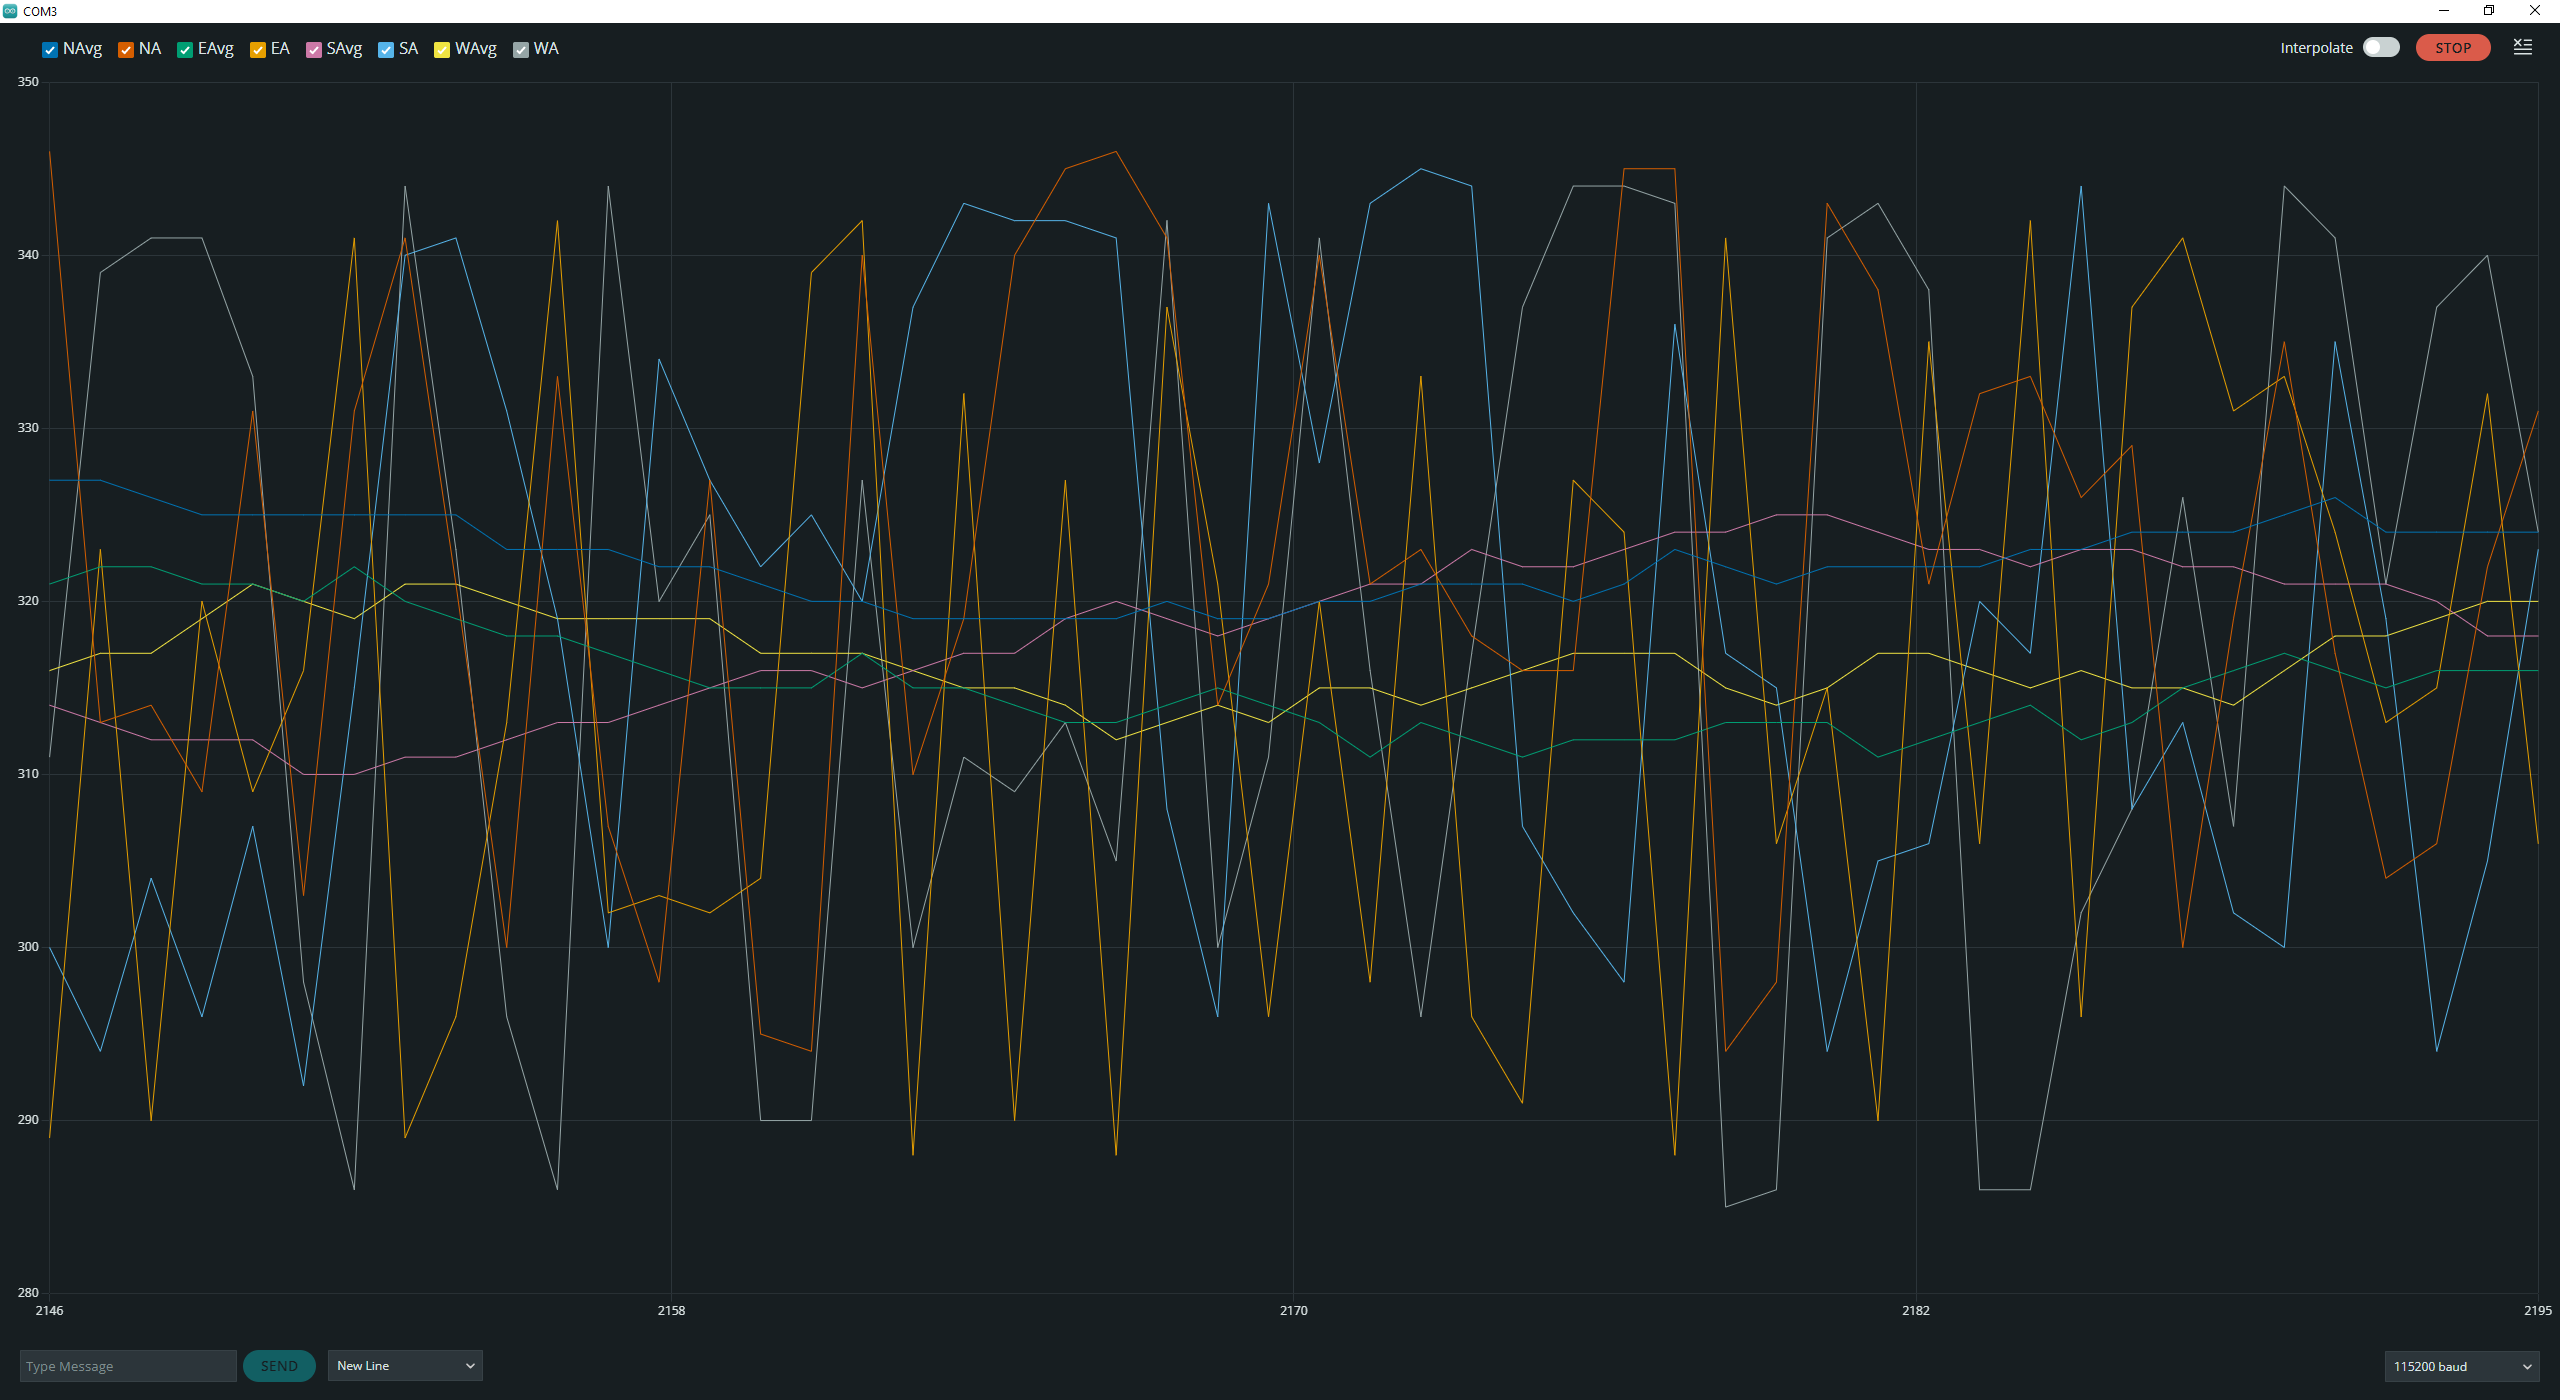 COM3
NAvg NA EAvg EA SAvg SA WAvg WA
Interpolate STOP
350
340
330
320
310
300
290
280
2146 2158 2170 2182 2195
Type Message SEND New Line 115200 baud